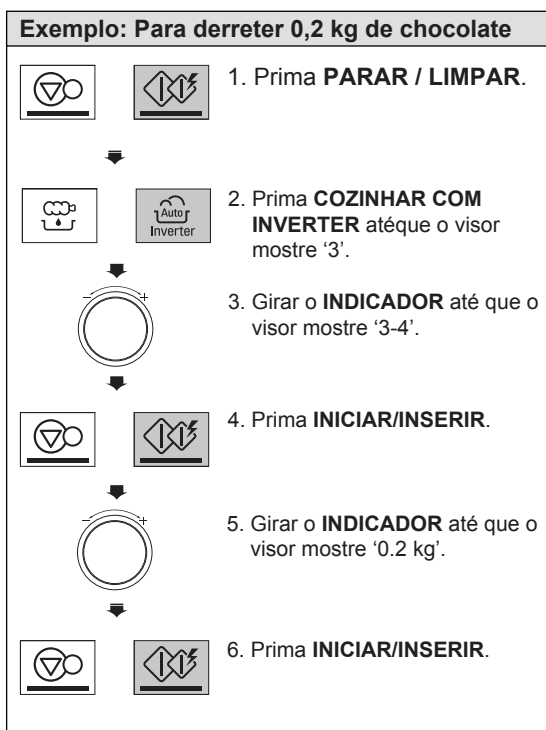 Exemplo: Para derreter 0,2 kg de chocolate
1. Prima PARAR / LIMPAR.
Auto
Inverter
2. Prima COZINHAR COM
INVERTER atéque o visor
mostre ‘3’.
- +
3. Girar o INDICADOR até que o
visor mostre ‘3-4’.
4. Prima INICIAR/INSERIR.
- +
5. Girar o INDICADOR até que o
visor mostre ‘0.2 kg’.
6. Prima INICIAR/INSERIR.